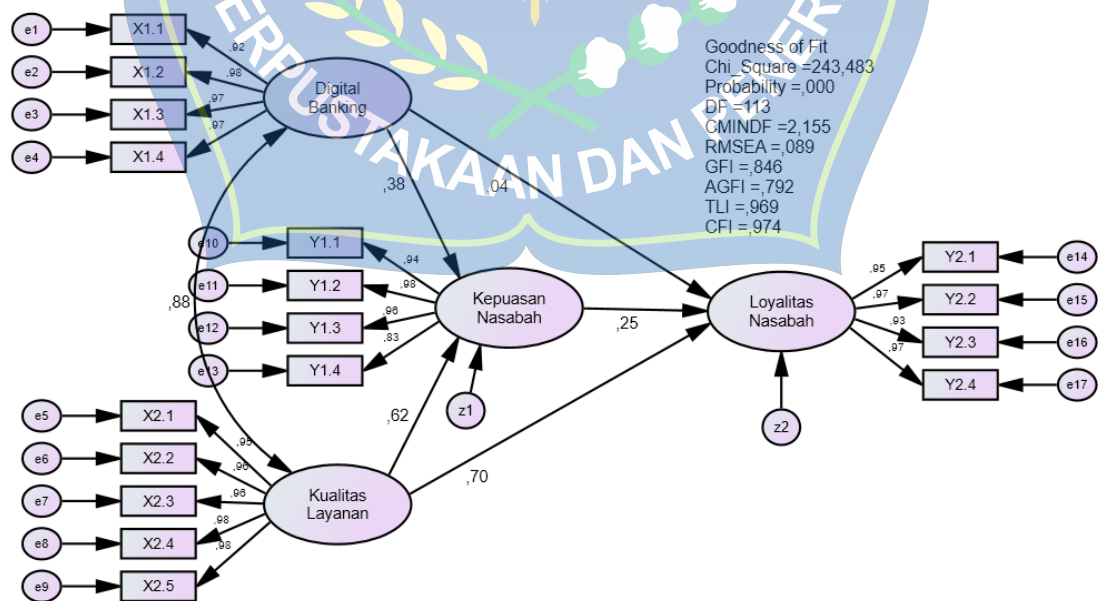 e1
X1.1
,92
e2
X1.2
,98
e3
X1.3
,97
e4
X1.4
,97
Digital
Banking
ERPUSTAKAAN DAN PENER
Goodness of Fit
Chi_Square =243,483
Probability =,000
DF =113
CMINDF =2,155
RMSEA =,089
GFI =,846
AGFI =,792
TLI =,969
CFI =,974
,38
,04
e10
Y1.1
,94
e11
Y1.2
,98
e12
Y1.3
,96
e13
Y1.4
,83
,88
Kepuasan
Nasabah
,25
Loyalitas
Nasabah
,95
Y2.1
e14
,97
Y2.2
e15
,93
Y2.3
e16
,97
Y2.4
e17
z1
z2
,62
,70
e5
X2.1
,95
e6
X2.2
,96
e7
X2.3
,96
e8
X2.4
,98
e9
X2.5
,98
Kualitas
Layanan